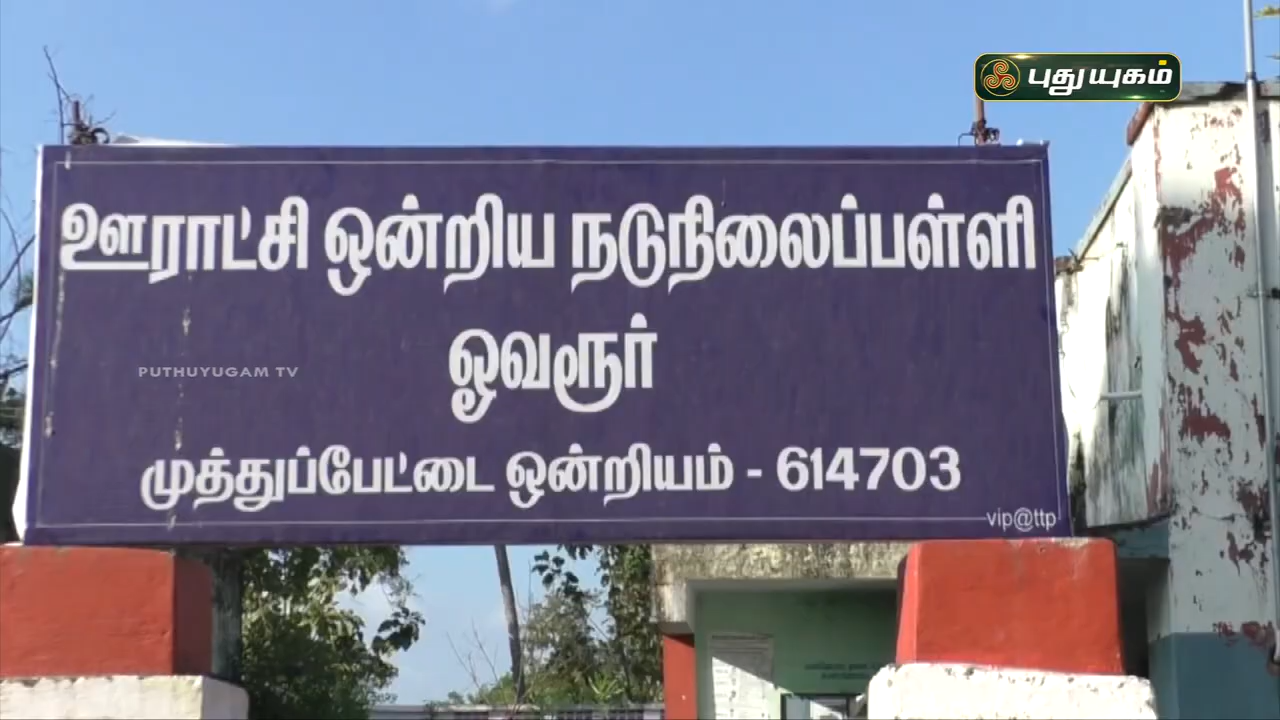 புதுயுகம்
ஊராட்சி ஒன்றிய நடுநிலைப்பள்ளி
ஓவரூர்
PUTHUYUGAM TV
முத்துப்பேட்டை ஒன்றியம் - 614703
vip@ttp